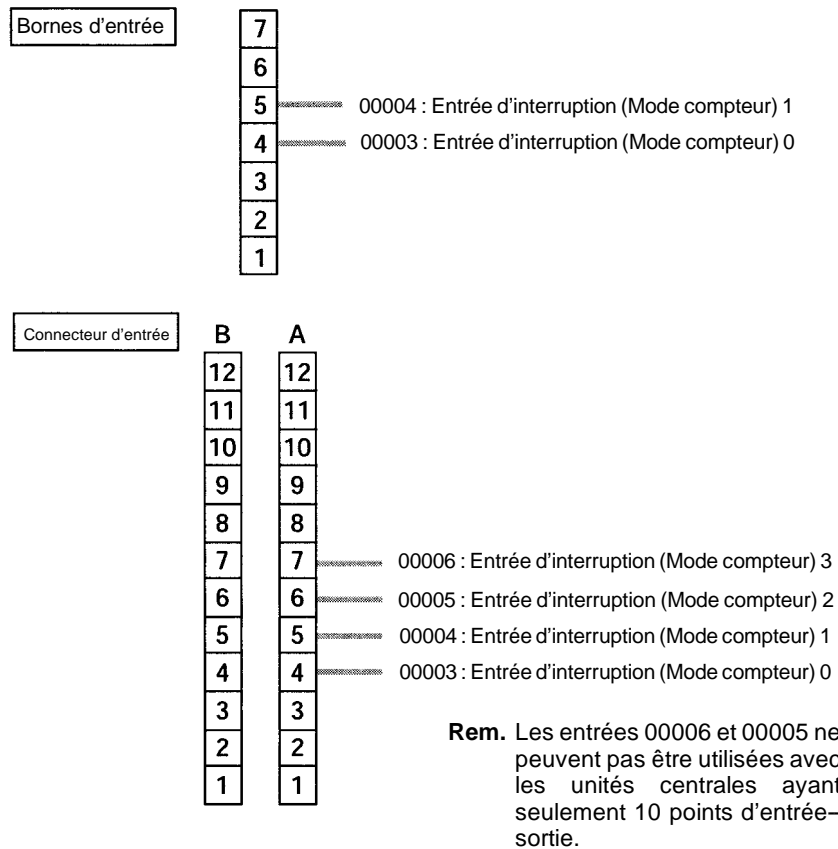 Bornes d'entrée
7
6
5 00004 : Entrée d'interruption (Mode compteur) 1
4 00003 : Entrée d'interruption (Mode compteur) 0
3
2
1
Connecteur d'entrée
B A
12 12
11 11
10 10
9 9
8 8
7 7 00006 : Entrée d'interruption (Mode compteur) 3
6 6 00005 : Entrée d'interruption (Mode compteur) 2
5 5 00004 : Entrée d'interruption (Mode compteur) 1
4 4 00003 : Entrée d'interruption (Mode compteur) 0
3 3
2 2
1 1
Rem. Les entrées 00006 et 00005 ne
peuvent pas être utilisées avec
les unités centrales ayant
seulement 10 points d'entrée–
sortie.